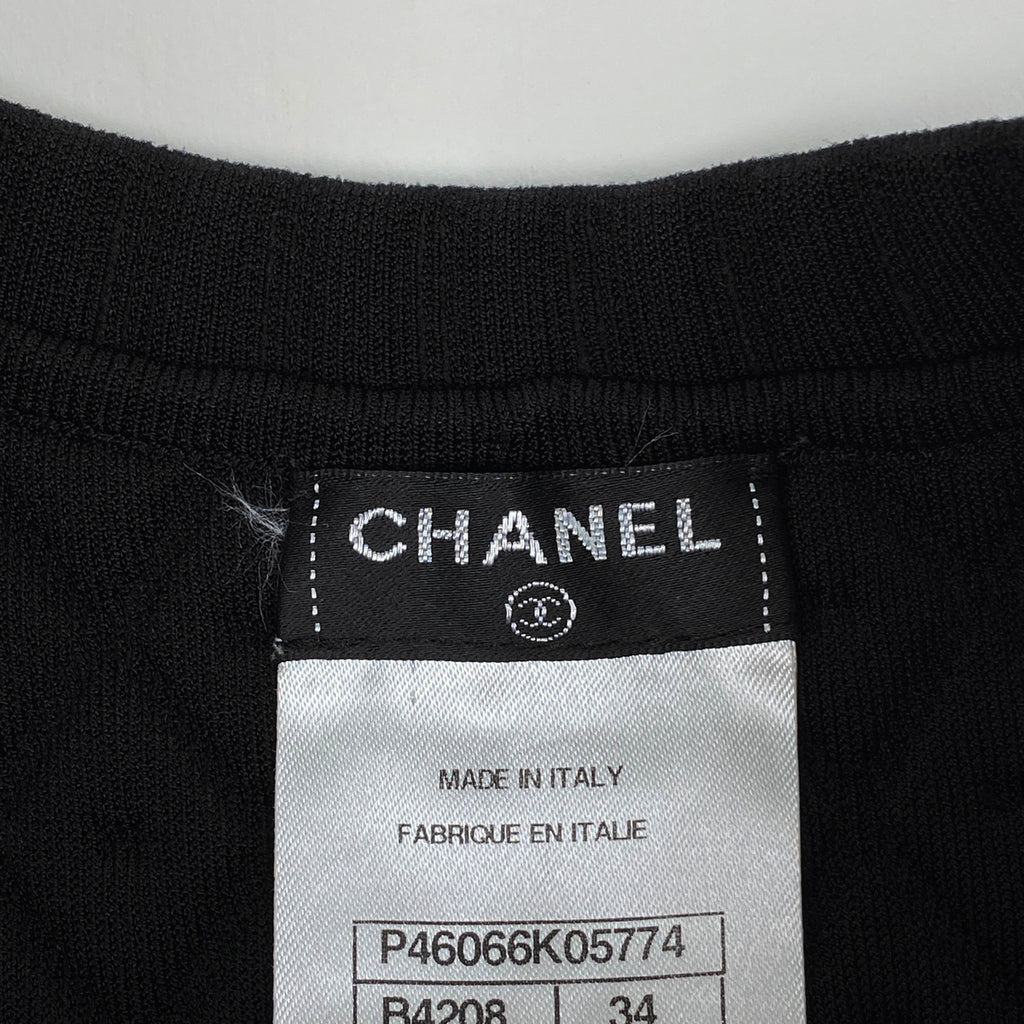 CHANEL
MADE IN ITALY
FABRIQUE EN ITALIE
P46066K05774
B4208 34